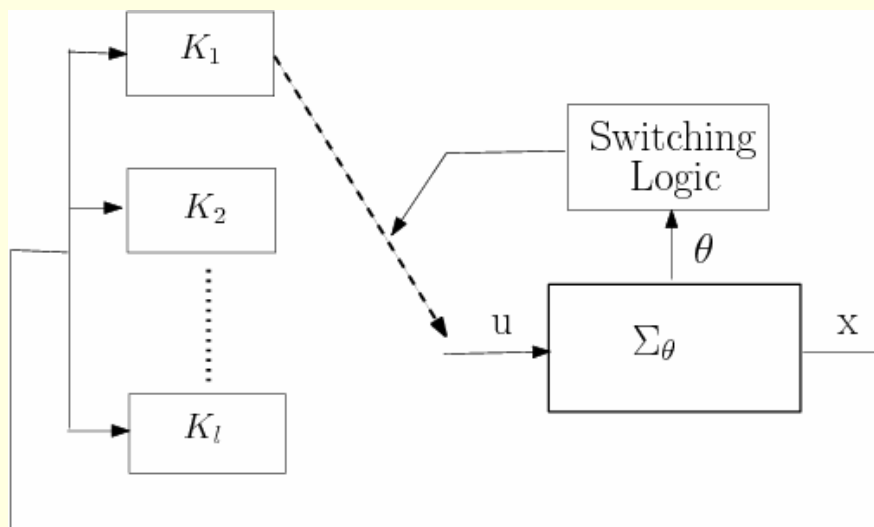 K₁
Switching
Logic
K₂
θ
u
Σ_θ
x
K_l